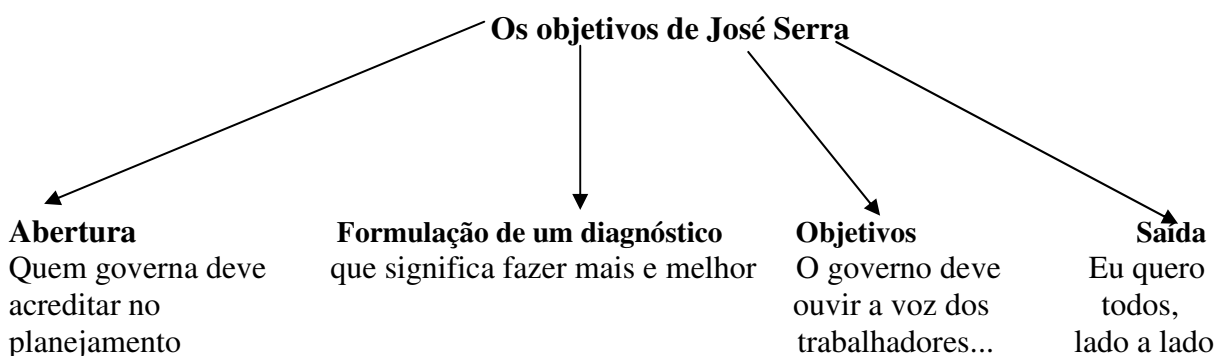 Os objetivos de José Serra
Abertura
Quem governa deve
acreditar no
planejamento
Formulação de um diagnóstico
que significa fazer mais e melhor
Objetivos
O governo deve
ouvir a voz dos
trabalhadores...
Saída
Eu quero
todos,
lado a lado